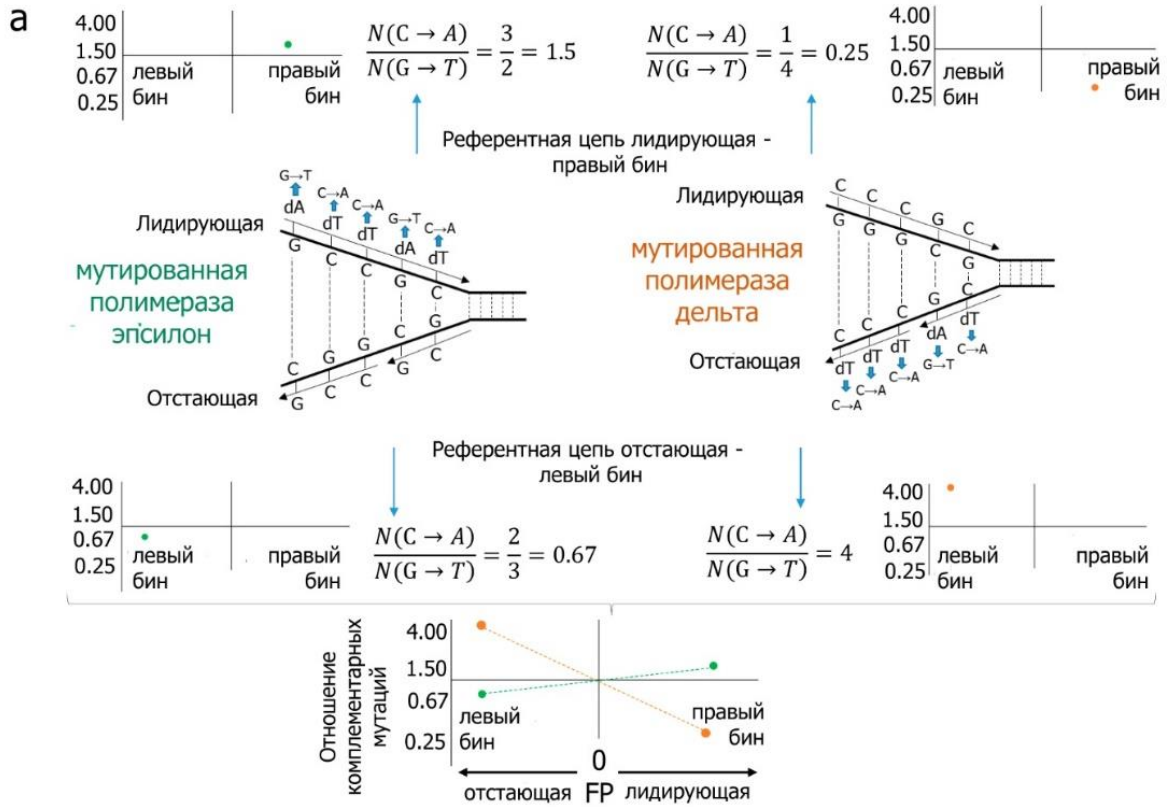 а
4.00
1.50
0.67
0.25
левый бин
правый бин
N(C → A)/N(G → T) = 3/2 = 1.5
N(C → A)/N(G → T) = 1/4 = 0.25
4.00
1.50
0.67
0.25
левый бин
правый бин
Референтная цепь лидирующая -
правый бин
G→T C→A C→A G→T C→A
dA dT dT dA dT
Лидирующая
G C C G C
мутированная
полимераза
эпсилон
C G G C G
Отстающая
G C C G C
Лидирующая
C C C G C
G G G C G
мутированная
полимераза
дельта
C C C G C
Отстающая
dT dT dT dA dT
C→A C→A C→A G→T C→A
Референтная цепь отстающая -
левый бин
4.00
1.50
0.67
0.25
левый бин
правый бин
N(C → A)/N(G → T) = 2/3 = 0.67
N(C → A)/N(G → T) = 4
4.00
1.50
0.67
0.25
левый бин
правый бин
Отношение
комплементарных
мутаций
4.00
1.50
0.67
0.25
левый бин
правый бин
0
отстающая FP лидирующая